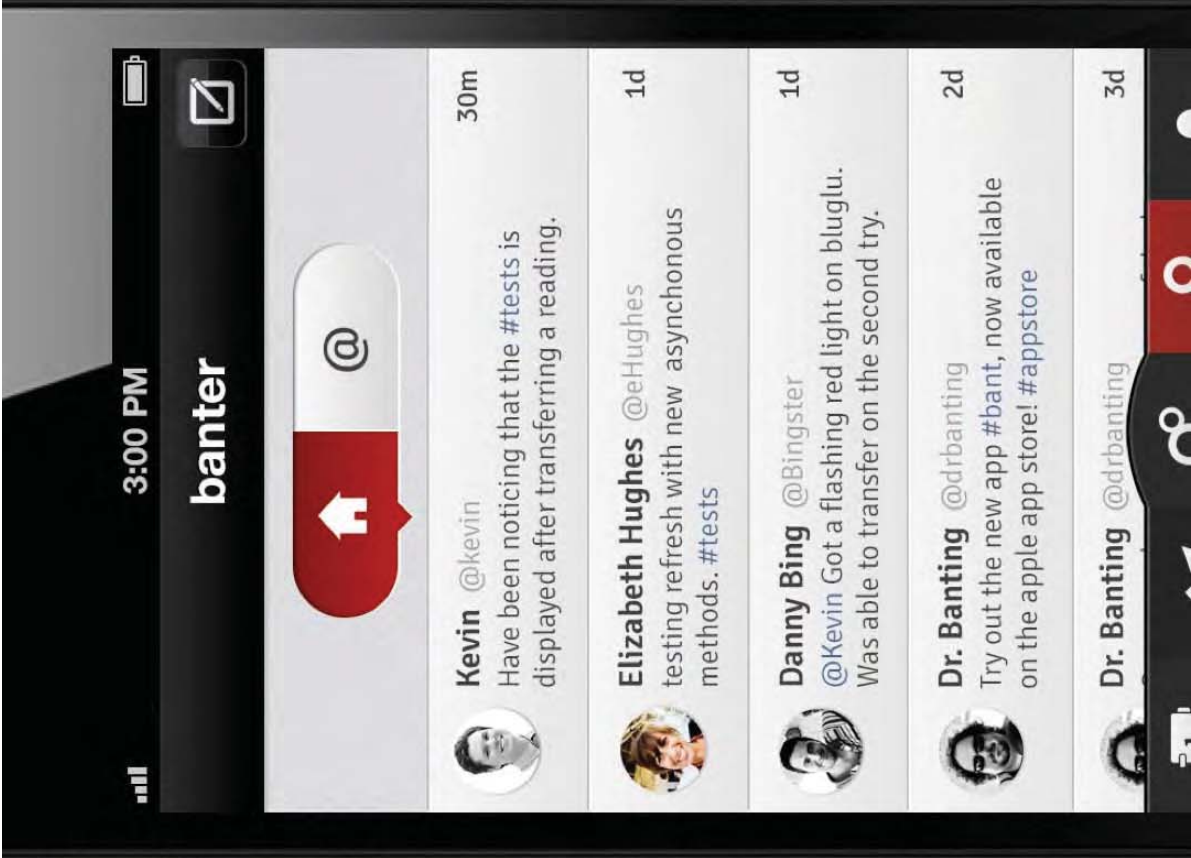 3:00 PM
banter
@
Kevin @kevin 30m
Have been noticing that the #tests is
displayed after transferring a reading.
Elizabeth Hughes @eHughes 1d
testing refresh with new asynchonous
methods. #tests
Danny Bing @Bingster 1d
@Kevin Got a flashing red light on bluglu.
Was able to transfer on the second try.
Dr. Banting @drbanting 2d
Try out the new app #bant, now available
on the apple app store! #appstore
Dr. Banting @drbanting 3d